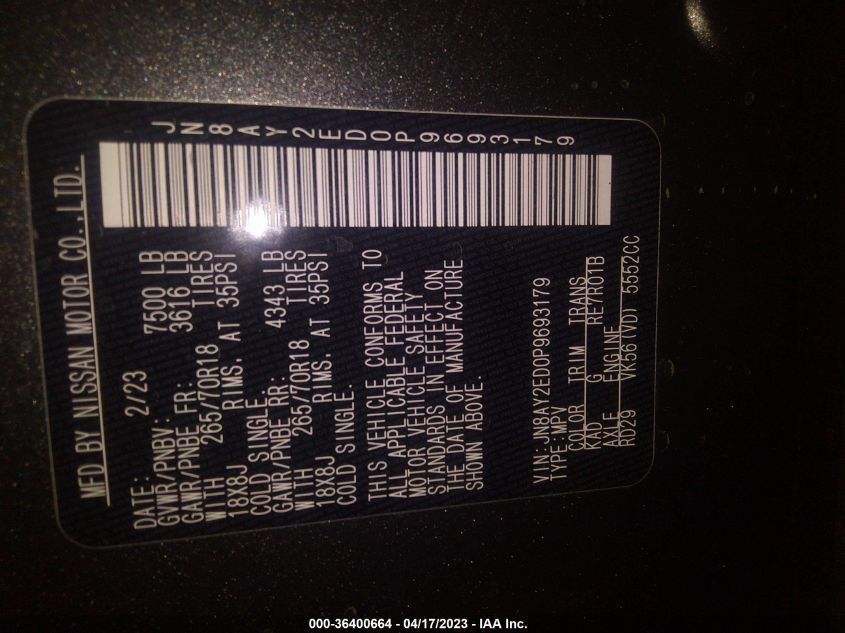 MFD BY NISSAN MOTOR CO.,LTD.
JN8AY2ED0P9693179
DATE: 2/23
GVWR/PNBV: 7500 LB
GAWR/PNBE FR: 3616 LB
WITH 265/70R18 TIRES
18X8J RIMS. AT 35PSI
COLD SINGLE.
GAWR/PNBE RR: 4343 LB
WITH 265/70R18 TIRES
18X8J RIMS. AT 35PSI
COLD SINGLE.
THIS VEHICLE CONFORMS TO
ALL APPLICABLE FEDERAL
MOTOR VEHICLE SAFETY
STANDARDS IN EFFECT ON
THE DATE OF MANUFACTURE
SHOWN ABOVE.
VIN: JN8AY2ED0P9693179
TYPE: MPV
COLOR TRIM TRANS
KAD G RE7R01B
AXLE ENGINE
RD29 VK56(VD) 5552CC
000-36400664 - 04/17/2023 - IAA Inc.